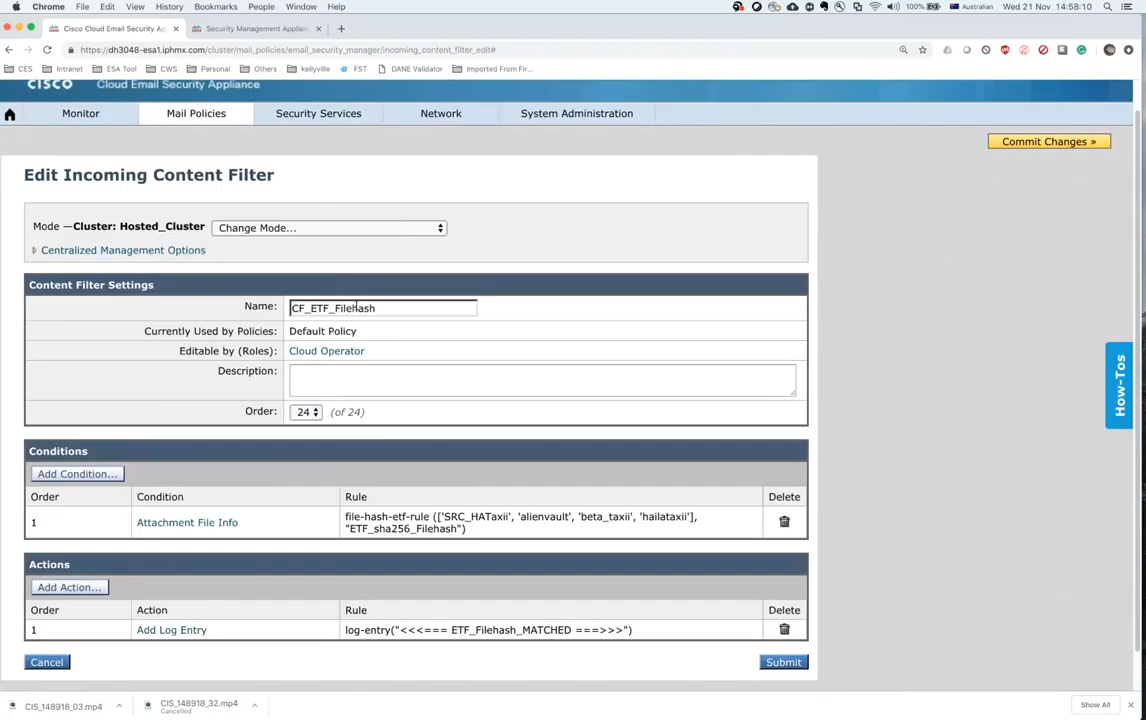 Chrome File Edit View History Bookmarks People Window Help 100% Australian Wed 21 Nov 14:58:10
Cisco Cloud Email Security App × Security Management Applian × +
https://dh3048-esa1.iphmx.com/cluster/mail_policies/email_security_manager/incoming_content_filter_edit#
CES Intranet ESA Tool CWS Personal Others kellyville FST DANE Validator Imported From Fir...
CISCO Cloud Email Security Appliance
Monitor Mail Policies Security Services Network System Administration
Commit Changes »
Edit Incoming Content Filter
Mode —Cluster: Hosted_Cluster Change Mode...
Centralized Management Options
Content Filter Settings
Name: CF_ETF_Filehash
Currently Used by Policies: Default Policy
Editable by (Roles): Cloud Operator
Description:
Order: 24 (of 24)
How-Tos
Conditions
Add Condition...
Order Condition Rule Delete
1 Attachment File Info file-hash-etf-rule (['SRC_HATaxii', 'alienvault', 'beta_taxii', 'hailataxii'],
"ETF_sha256_Filehash")
Actions
Add Action...
Order Action Rule Delete
1 Add Log Entry log-entry("<<<=== ETF_Filehash_MATCHED ===>>>")
Cancel Submit
CIS_148918_03.mp4 CIS_148918_32.mp4 Show All
Cancelled